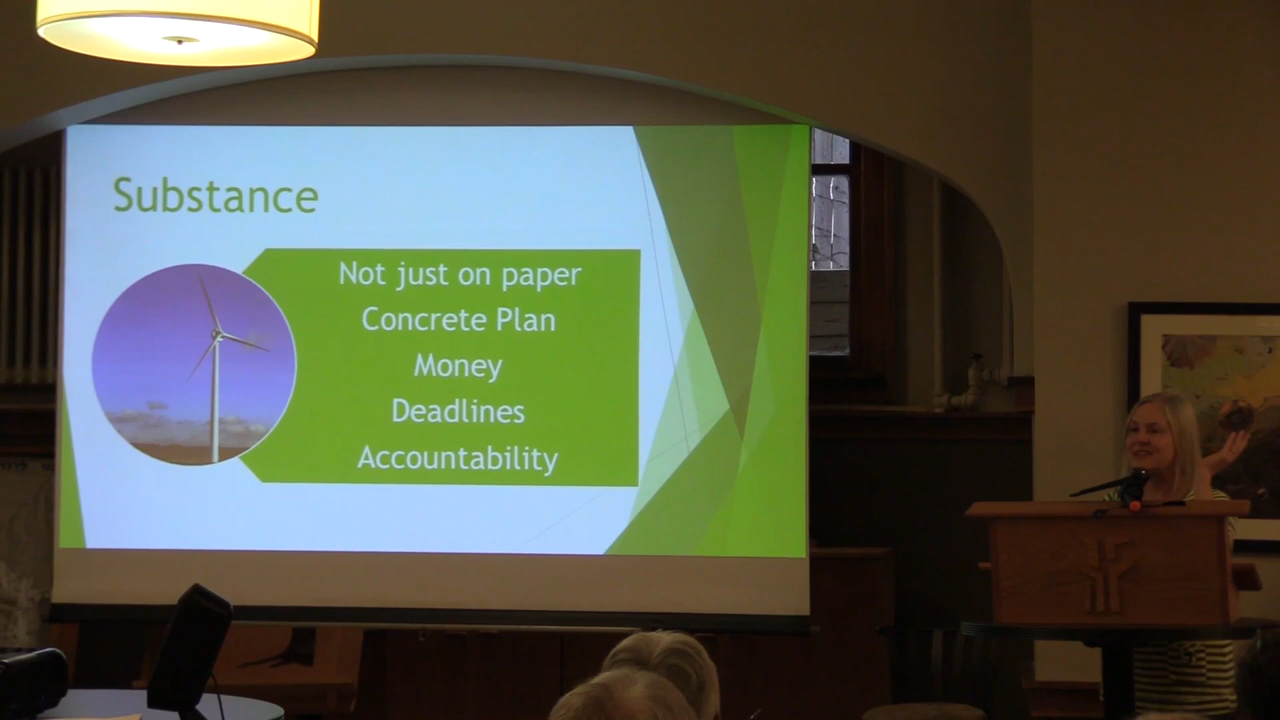 Substance
Not just on paper
Concrete Plan
Money
Deadlines
Accountability